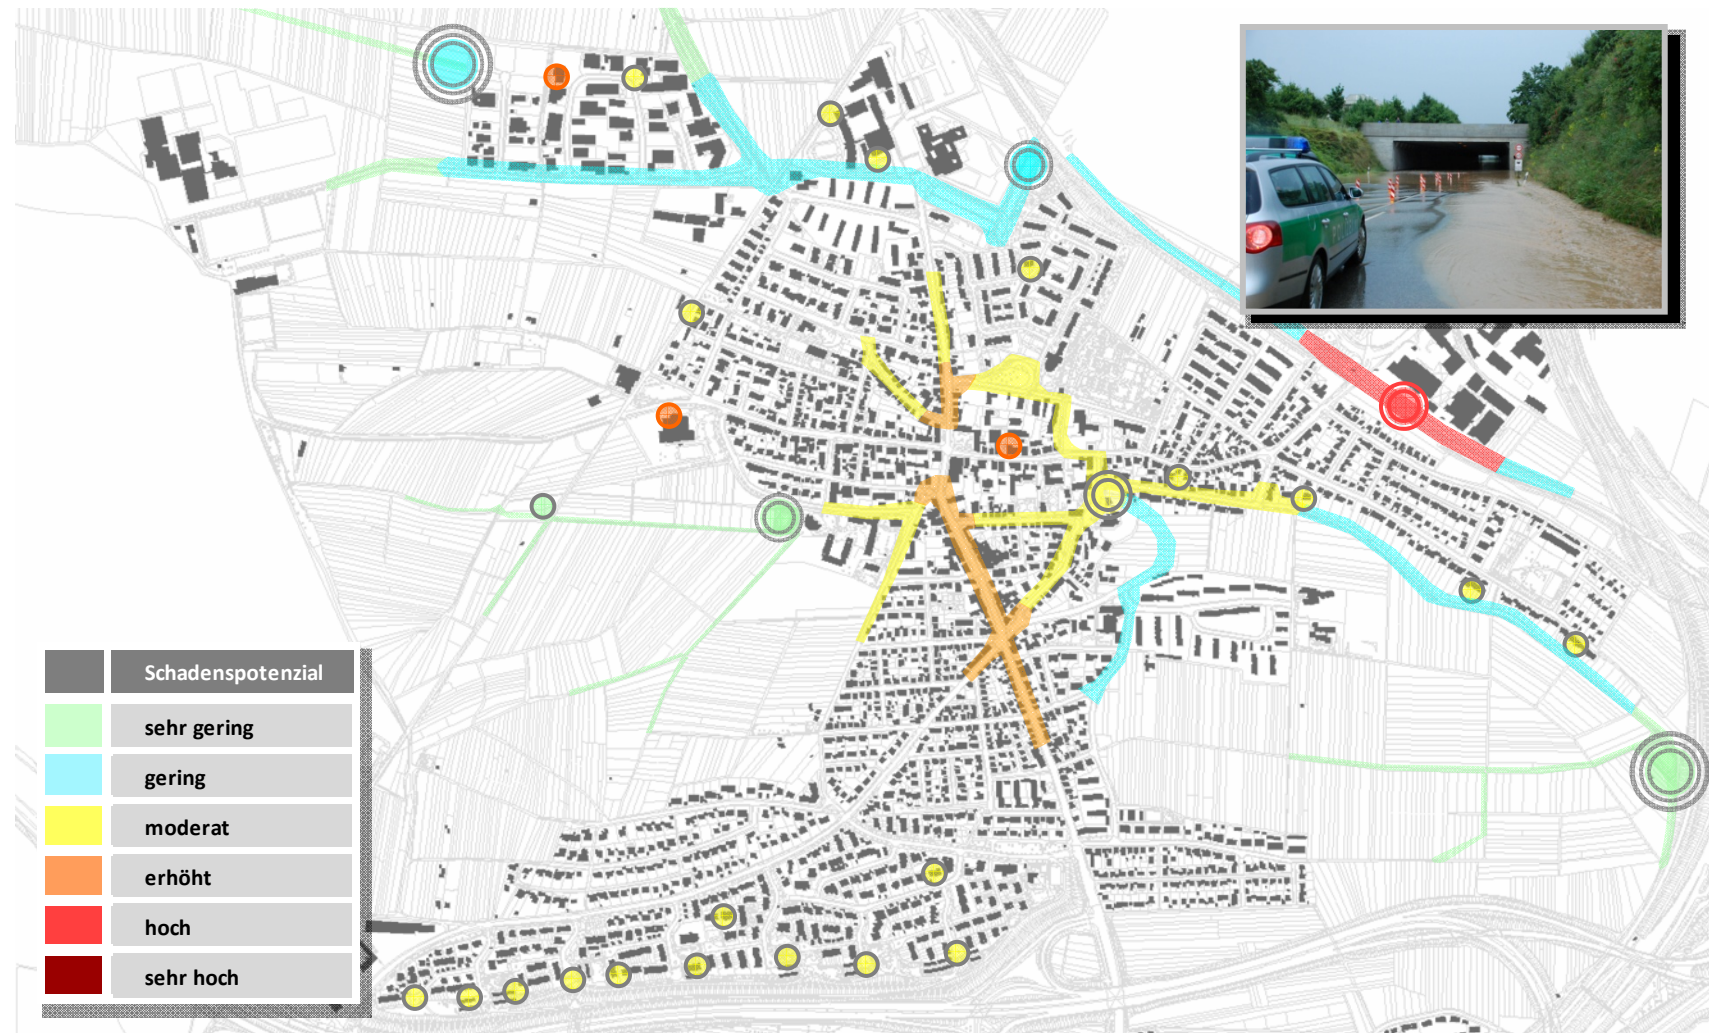 Schadenspotenzial
sehr gering
gering
moderat
erhöht
hoch
sehr hoch